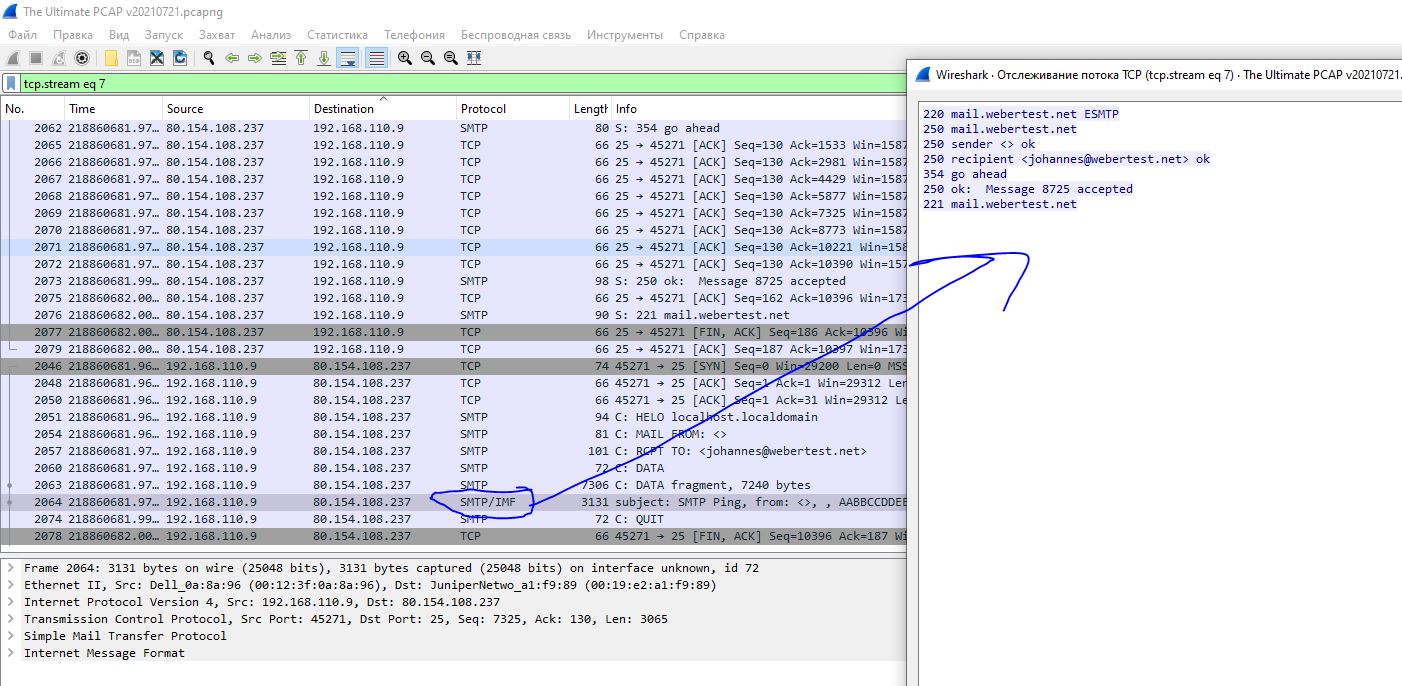 The Ultimate PCAP v20210721.pcapng
Файл Правка Вид Запуск Захват Анализ Статистика Телефония Беспроводная связь Инструменты Справка
tcp.stream eq 7
No. Time Source Destination Protocol Length Info
2062 218860681.97… 80.154.108.237 192.168.110.9 SMTP 80 S: 354 go ahead
2065 218860681.97… 80.154.108.237 192.168.110.9 TCP 66 25 → 45271 [ACK] Seq=130 Ack=1533 Win=1587
2066 218860681.97… 80.154.108.237 192.168.110.9 TCP 66 25 → 45271 [ACK] Seq=130 Ack=2981 Win=1587
2067 218860681.97… 80.154.108.237 192.168.110.9 TCP 66 25 → 45271 [ACK] Seq=130 Ack=4429 Win=1587
2068 218860681.97… 80.154.108.237 192.168.110.9 TCP 66 25 → 45271 [ACK] Seq=130 Ack=5877 Win=1587
2069 218860681.97… 80.154.108.237 192.168.110.9 TCP 66 25 → 45271 [ACK] Seq=130 Ack=7325 Win=1587
2070 218860681.97… 80.154.108.237 192.168.110.9 TCP 66 25 → 45271 [ACK] Seq=130 Ack=8773 Win=1587
2071 218860681.97… 80.154.108.237 192.168.110.9 TCP 66 25 → 45271 [ACK] Seq=130 Ack=10221 Win=158
2072 218860681.97… 80.154.108.237 192.168.110.9 TCP 66 25 → 45271 [ACK] Seq=130 Ack=10390 Win=157
2073 218860681.99… 80.154.108.237 192.168.110.9 SMTP 98 S: 250 ok:  Message 8725 accepted
2075 218860682.00… 80.154.108.237 192.168.110.9 TCP 66 25 → 45271 [ACK] Seq=162 Ack=10396 Win=173
2076 218860682.00… 80.154.108.237 192.168.110.9 SMTP 90 S: 221 mail.webertest.net
2077 218860682.00… 80.154.108.237 192.168.110.9 TCP 66 25 → 45271 [FIN, ACK] Seq=186 Ack=10396 Wi
2079 218860682.00… 80.154.108.237 192.168.110.9 TCP 66 25 → 45271 [ACK] Seq=187 Ack=10397 Win=173
2046 218860681.96… 192.168.110.9 80.154.108.237 TCP 74 45271 → 25 [SYN] Seq=0 Win=29200 Len=0 MSS
2048 218860681.96… 192.168.110.9 80.154.108.237 TCP 66 45271 → 25 [ACK] Seq=1 Ack=1 Win=29312 Len
2050 218860681.96… 192.168.110.9 80.154.108.237 TCP 66 45271 → 25 [ACK] Seq=1 Ack=31 Win=29312 Le
2051 218860681.96… 192.168.110.9 80.154.108.237 SMTP 94 C: HELO localhost.localdomain
2054 218860681.96… 192.168.110.9 80.154.108.237 SMTP 81 C: MAIL FROM: <>
2057 218860681.97… 192.168.110.9 80.154.108.237 SMTP 101 C: RCPT TO: <johannes@webertest.net>
2060 218860681.97… 192.168.110.9 80.154.108.237 SMTP 72 C: DATA
2063 218860681.97… 192.168.110.9 80.154.108.237 SMTP 7306 C: DATA fragment, 7240 bytes
2064 218860681.97… 192.168.110.9 80.154.108.237 SMTP/IMF 3131 subject: SMTP Ping, from: <>, , AABBCCDDEE
2074 218860681.99… 192.168.110.9 80.154.108.237 SMTP 72 C: QUIT
2078 218860682.00… 192.168.110.9 80.154.108.237 TCP 66 45271 → 25 [FIN, ACK] Seq=10396 Ack=187 Wi
Frame 2064: 3131 bytes on wire (25048 bits), 3131 bytes captured (25048 bits) on interface unknown, id 72
Ethernet II, Src: Dell_0a:8a:96 (00:12:3f:0a:8a:96), Dst: JuniperNetwo_a1:f9:89 (00:19:e2:a1:f9:89)
Internet Protocol Version 4, Src: 192.168.110.9, Dst: 80.154.108.237
Transmission Control Protocol, Src Port: 45271, Dst Port: 25, Seq: 7325, Ack: 130, Len: 3065
Simple Mail Transfer Protocol
Internet Message Format
Wireshark · Отслеживание потока TCP (tcp.stream eq 7) · The Ultimate PCAP v20210721.
220 mail.webertest.net ESMTP
250 mail.webertest.net
250 sender <> ok
250 recipient <johannes@webertest.net> ok
354 go ahead
250 ok:  Message 8725 accepted
221 mail.webertest.net